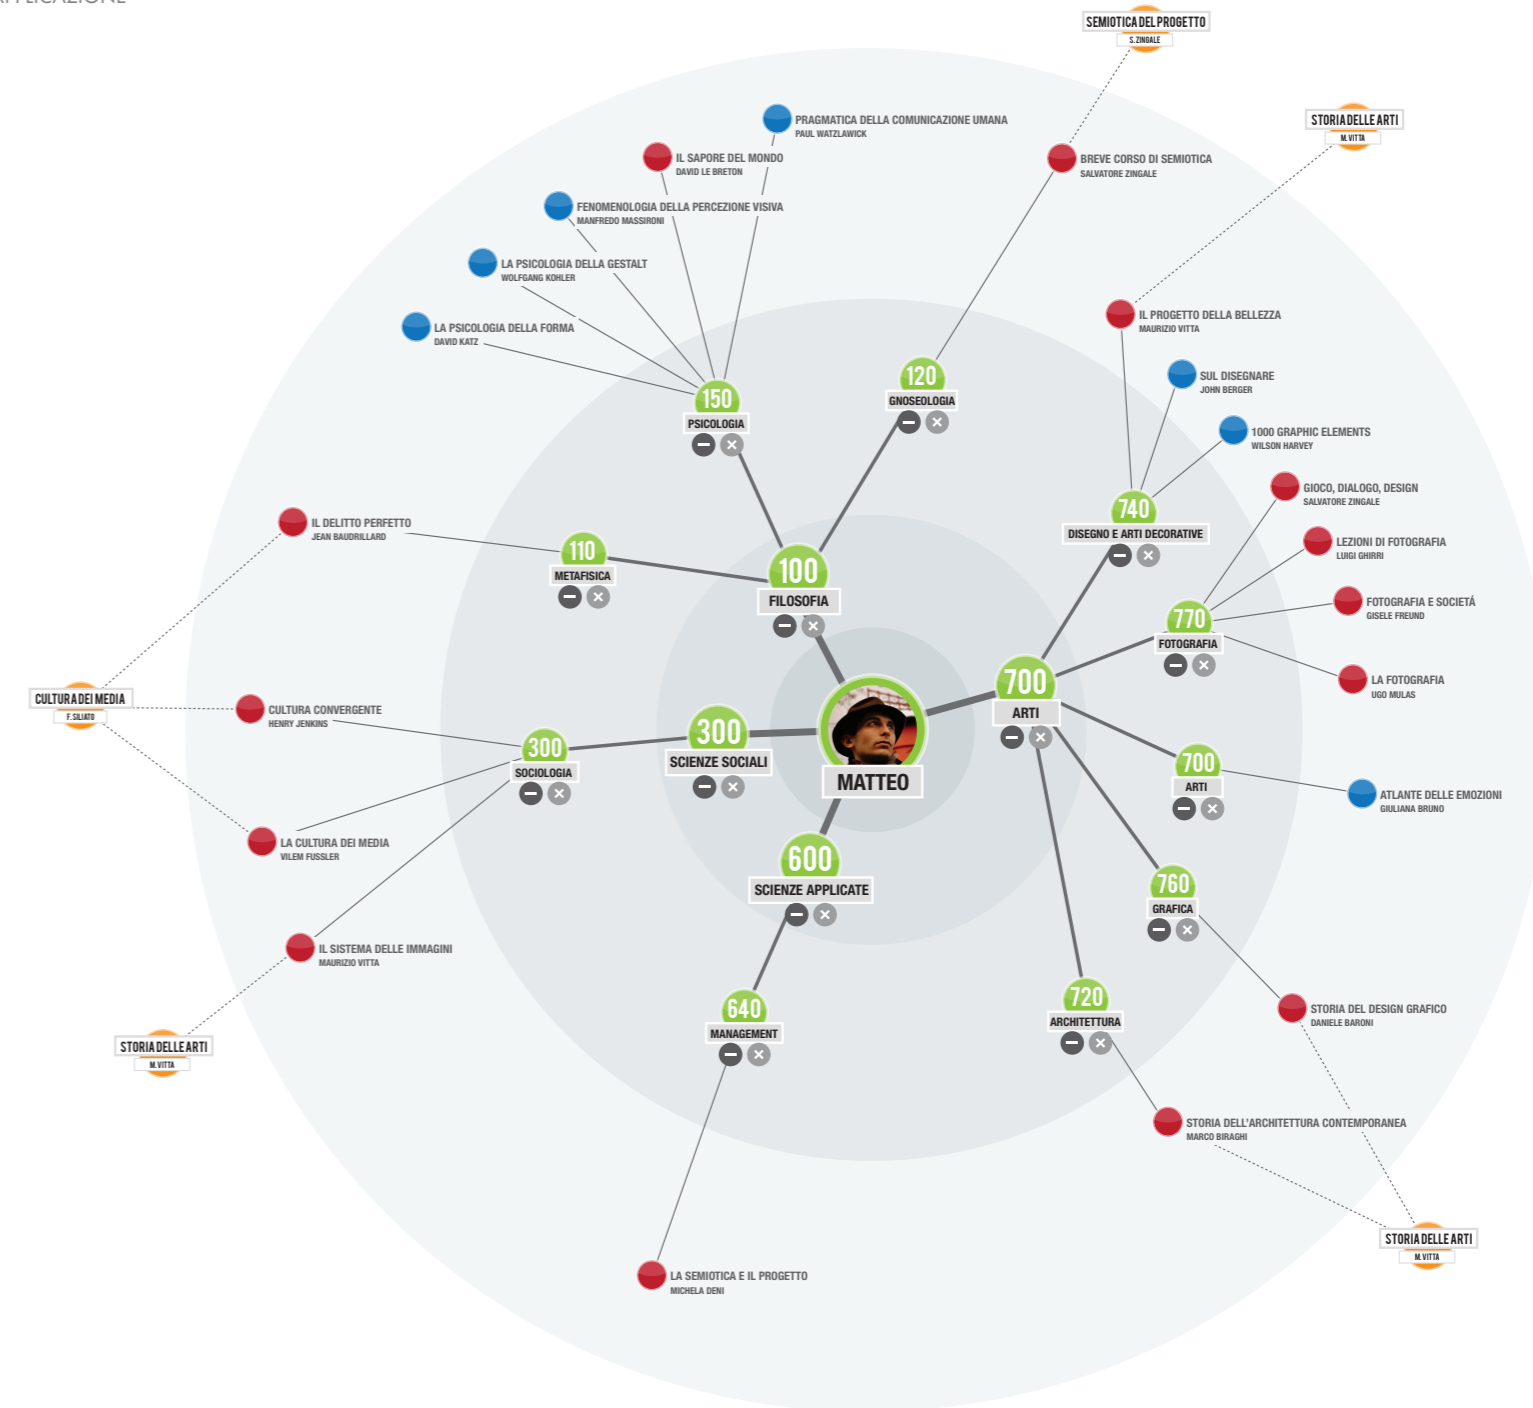 APPLICAZIONE
SEMIOTICA DEL PROGETTO
S. ZINGALE
STORIA DELLE ARTI
M. VITTA
PRAGMATICA DELLA COMUNICAZIONE UMANA
PAUL WATZLAWICK
IL SAPORE DEL MONDO
DAVID LE BRETON
BREVE CORSO DI SEMIOTICA
SALVATORE ZINGALE
FENOMENOLOGIA DELLA PERCEZIONE VISIVA
MANFREDO MASSIRONI
LA PSICOLOGIA DELLA GESTALT
WOLFGANG KOHLER
IL PROGETTO DELLA BELLEZZA
MAURIZIO VITTA
LA PSICOLOGIA DELLA FORMA
DAVID KATZ
SUL DISEGNARE
JOHN BERGER
150
PSICOLOGIA
120
GNOSEOLOGIA
1000 GRAPHIC ELEMENTS
WILSON HARVEY
GIOCO, DIALOGO, DESIGN
SALVATORE ZINGALE
740
DISEGNO E ARTI DECORATIVE
IL DELITTO PERFETTO
JEAN BAUDRILLARD
LEZIONI DI FOTOGRAFIA
LUIGI GHIRRI
110
METAFISICA
100
FILOSOFIA
FOTOGRAFIA E SOCIETÁ
GISELE FREUND
770
FOTOGRAFIA
LA FOTOGRAFIA
UGO MULAS
CULTURA DEI MEDIA
F. SILIATO
CULTURA CONVERGENTE
HENRY JENKINS
700
ARTI
300
SCIENZE SOCIALI
300
SOCIOLOGIA
MATTEO
700
ARTI
ATLANTE DELLE EMOZIONI
GIULIANA BRUNO
LA CULTURA DEI MEDIA
VILEM FUSSLER
600
SCIENZE APPLICATE
760
GRAFICA
IL SISTEMA DELLE IMMAGINI
MAURIZIO VITTA
640
MANAGEMENT
720
ARCHITETTURA
STORIA DEL DESIGN GRAFICO
DANIELE BARONI
STORIA DELLE ARTI
M. VITTA
STORIA DELL'ARCHITETTURA CONTEMPORANEA
MARCO BIRAGHI
STORIA DELLE ARTI
M. VITTA
LA SEMIOTICA E IL PROGETTO
MICHELA DENI